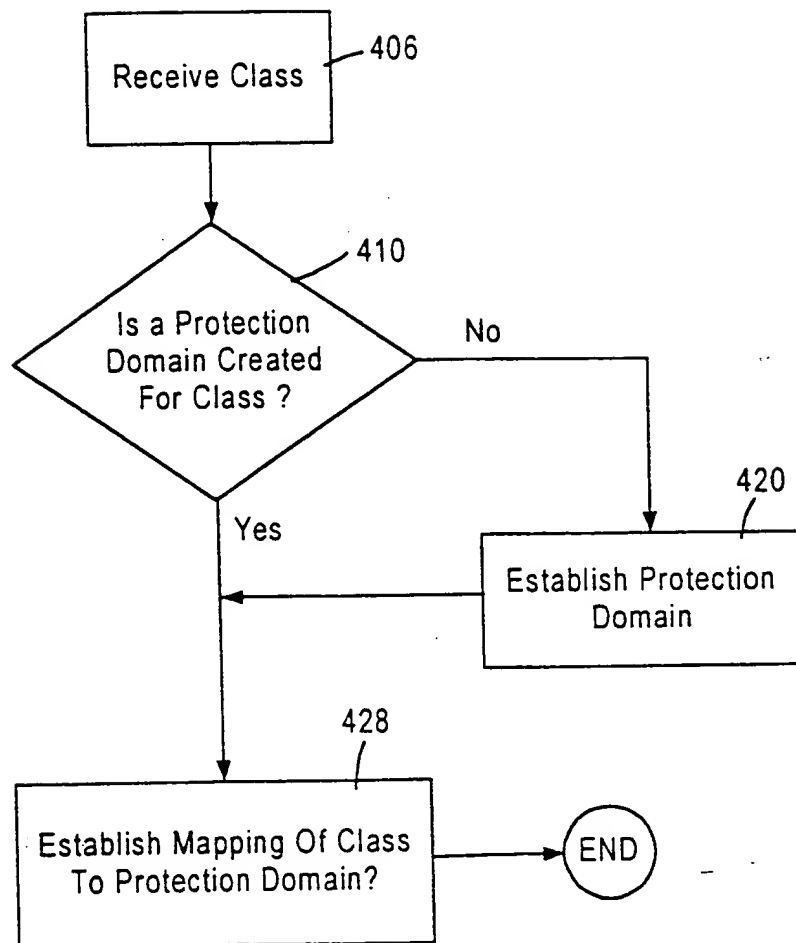 Receive Class
406
410
Is a Protection
Domain Created
For Class ?
No
Yes
420
Establish Protection
Domain
428
Establish Mapping Of Class
To Protection Domain?
END